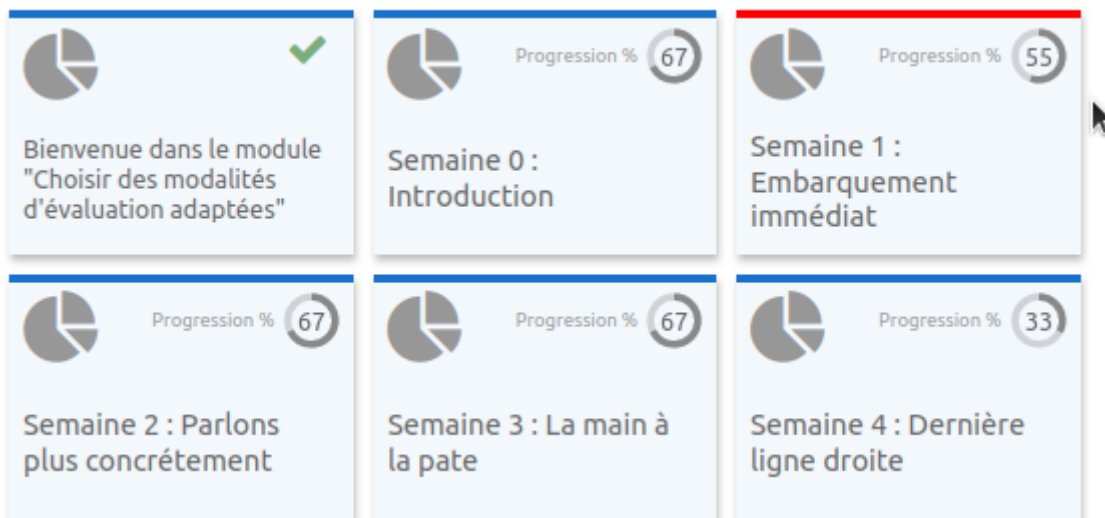 Bienvenue dans le module
"Choisir des modalités
d'évaluation adaptées"
Progression % 67
Semaine 0 :
Introduction
Progression % 55
Semaine 1 :
Embarquement
immédiat
Progression % 67
Semaine 2 : Parlons
plus concrétement
Progression % 67
Semaine 3 : La main à
la pate
Progression % 33
Semaine 4 : Dernière
ligne droite